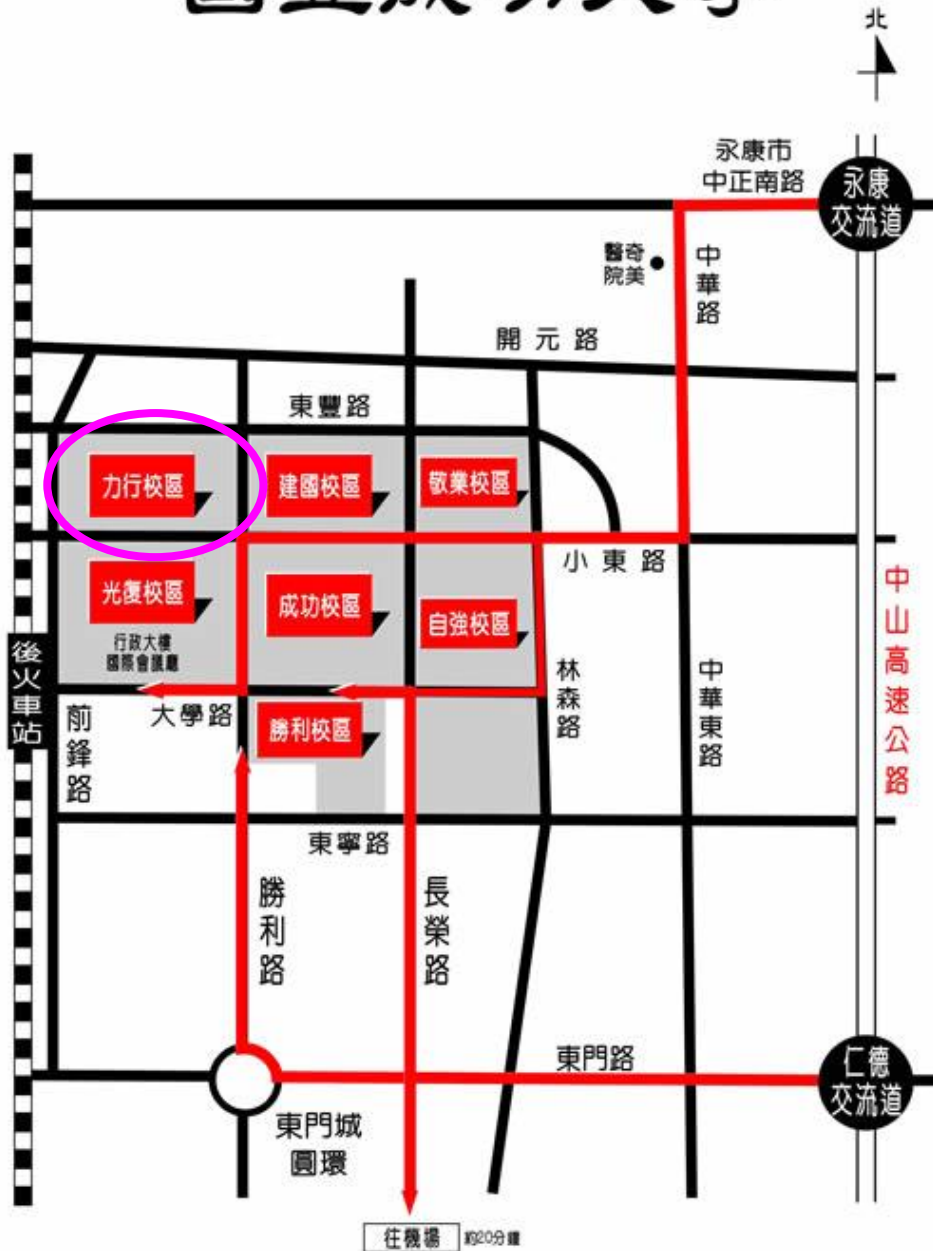 國立成功大學
北
永康市
中正南路
永康
交流道
醫奇
院美
中華路
開元路
東豐路
力行校區
建國校區
敬業校區
小東路
光復校區
成功校區
自強校區
行政大樓
國際會議廳
中山高速公路
後火車站
前鋒路
大學路
勝利校區
林森路
中華東路
東寧路
勝利路
長榮路
東門路
仁德
交流道
東門城
圓環
往機場 約20分鐘